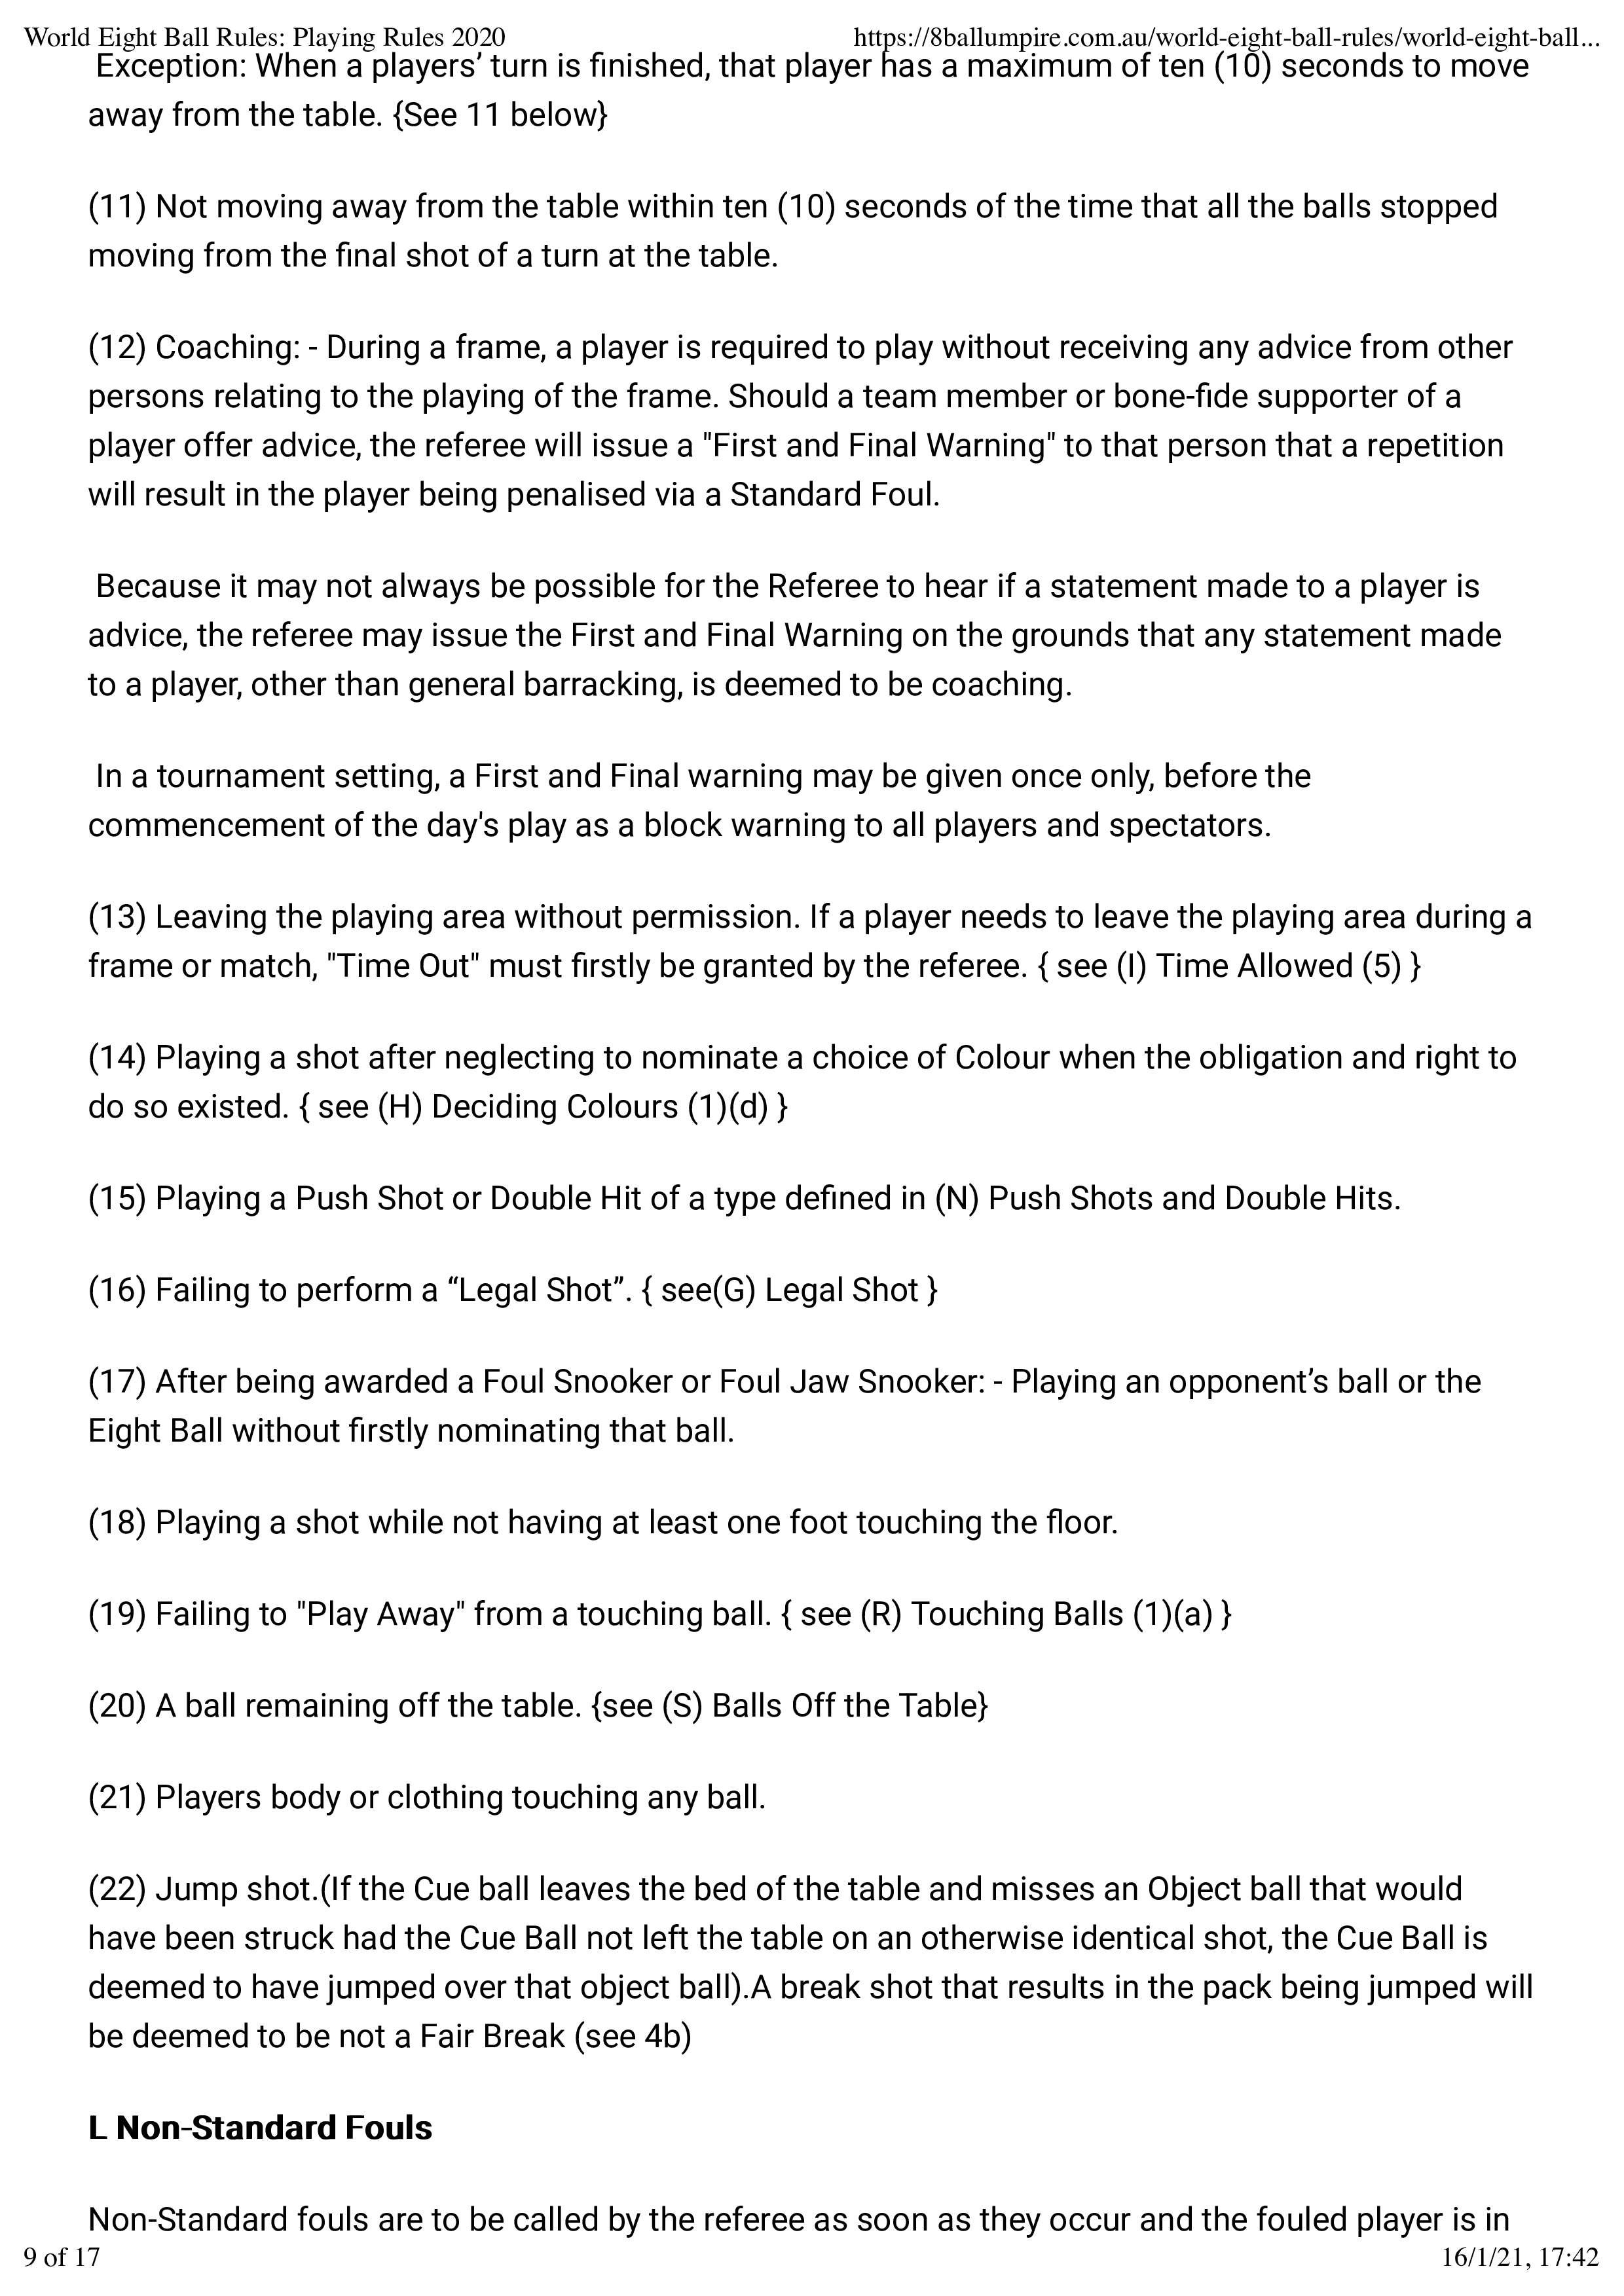 World Eight Ball Rules: Playing Rules 2020 https://8ballumpire.com.au/world-eight-ball-rules/world-eight-ball...
Exception: When a players’ turn is finished, that player has a maximum of ten (10) seconds to move
away from the table. {See 11 below}
(11) Not moving away from the table within ten (10) seconds of the time that all the balls stopped
moving from the final shot of a turn at the table.
(12) Coaching: - During a frame, a player is required to play without receiving any advice from other
persons relating to the playing of the frame. Should a team member or bone-fide supporter of a
player offer advice, the referee will issue a "First and Final Warning" to that person that a repetition
will result in the player being penalised via a Standard Foul.
Because it may not always be possible for the Referee to hear if a statement made to a player is
advice, the referee may issue the First and Final Warning on the grounds that any statement made
to a player, other than general barracking, is deemed to be coaching.
In a tournament setting, a First and Final warning may be given once only, before the
commencement of the day's play as a block warning to all players and spectators.
(13) Leaving the playing area without permission. If a player needs to leave the playing area during a
frame or match, "Time Out" must firstly be granted by the referee. { see (I) Time Allowed (5) }
(14) Playing a shot after neglecting to nominate a choice of Colour when the obligation and right to
do so existed. { see (H) Deciding Colours (1)(d) }
(15) Playing a Push Shot or Double Hit of a type defined in (N) Push Shots and Double Hits.
(16) Failing to perform a “Legal Shot”. { see(G) Legal Shot }
(17) After being awarded a Foul Snooker or Foul Jaw Snooker: - Playing an opponent’s ball or the
Eight Ball without firstly nominating that ball.
(18) Playing a shot while not having at least one foot touching the floor.
(19) Failing to "Play Away" from a touching ball. { see (R) Touching Balls (1)(a) }
(20) A ball remaining off the table. {see (S) Balls Off the Table}
(21) Players body or clothing touching any ball.
(22) Jump shot.(If the Cue ball leaves the bed of the table and misses an Object ball that would
have been struck had the Cue Ball not left the table on an otherwise identical shot, the Cue Ball is
deemed to have jumped over that object ball).A break shot that results in the pack being jumped will
be deemed to be not a Fair Break (see 4b)
L Non-Standard Fouls
Non-Standard fouls are to be called by the referee as soon as they occur and the fouled player is in
9 of 17 16/1/21, 17:42